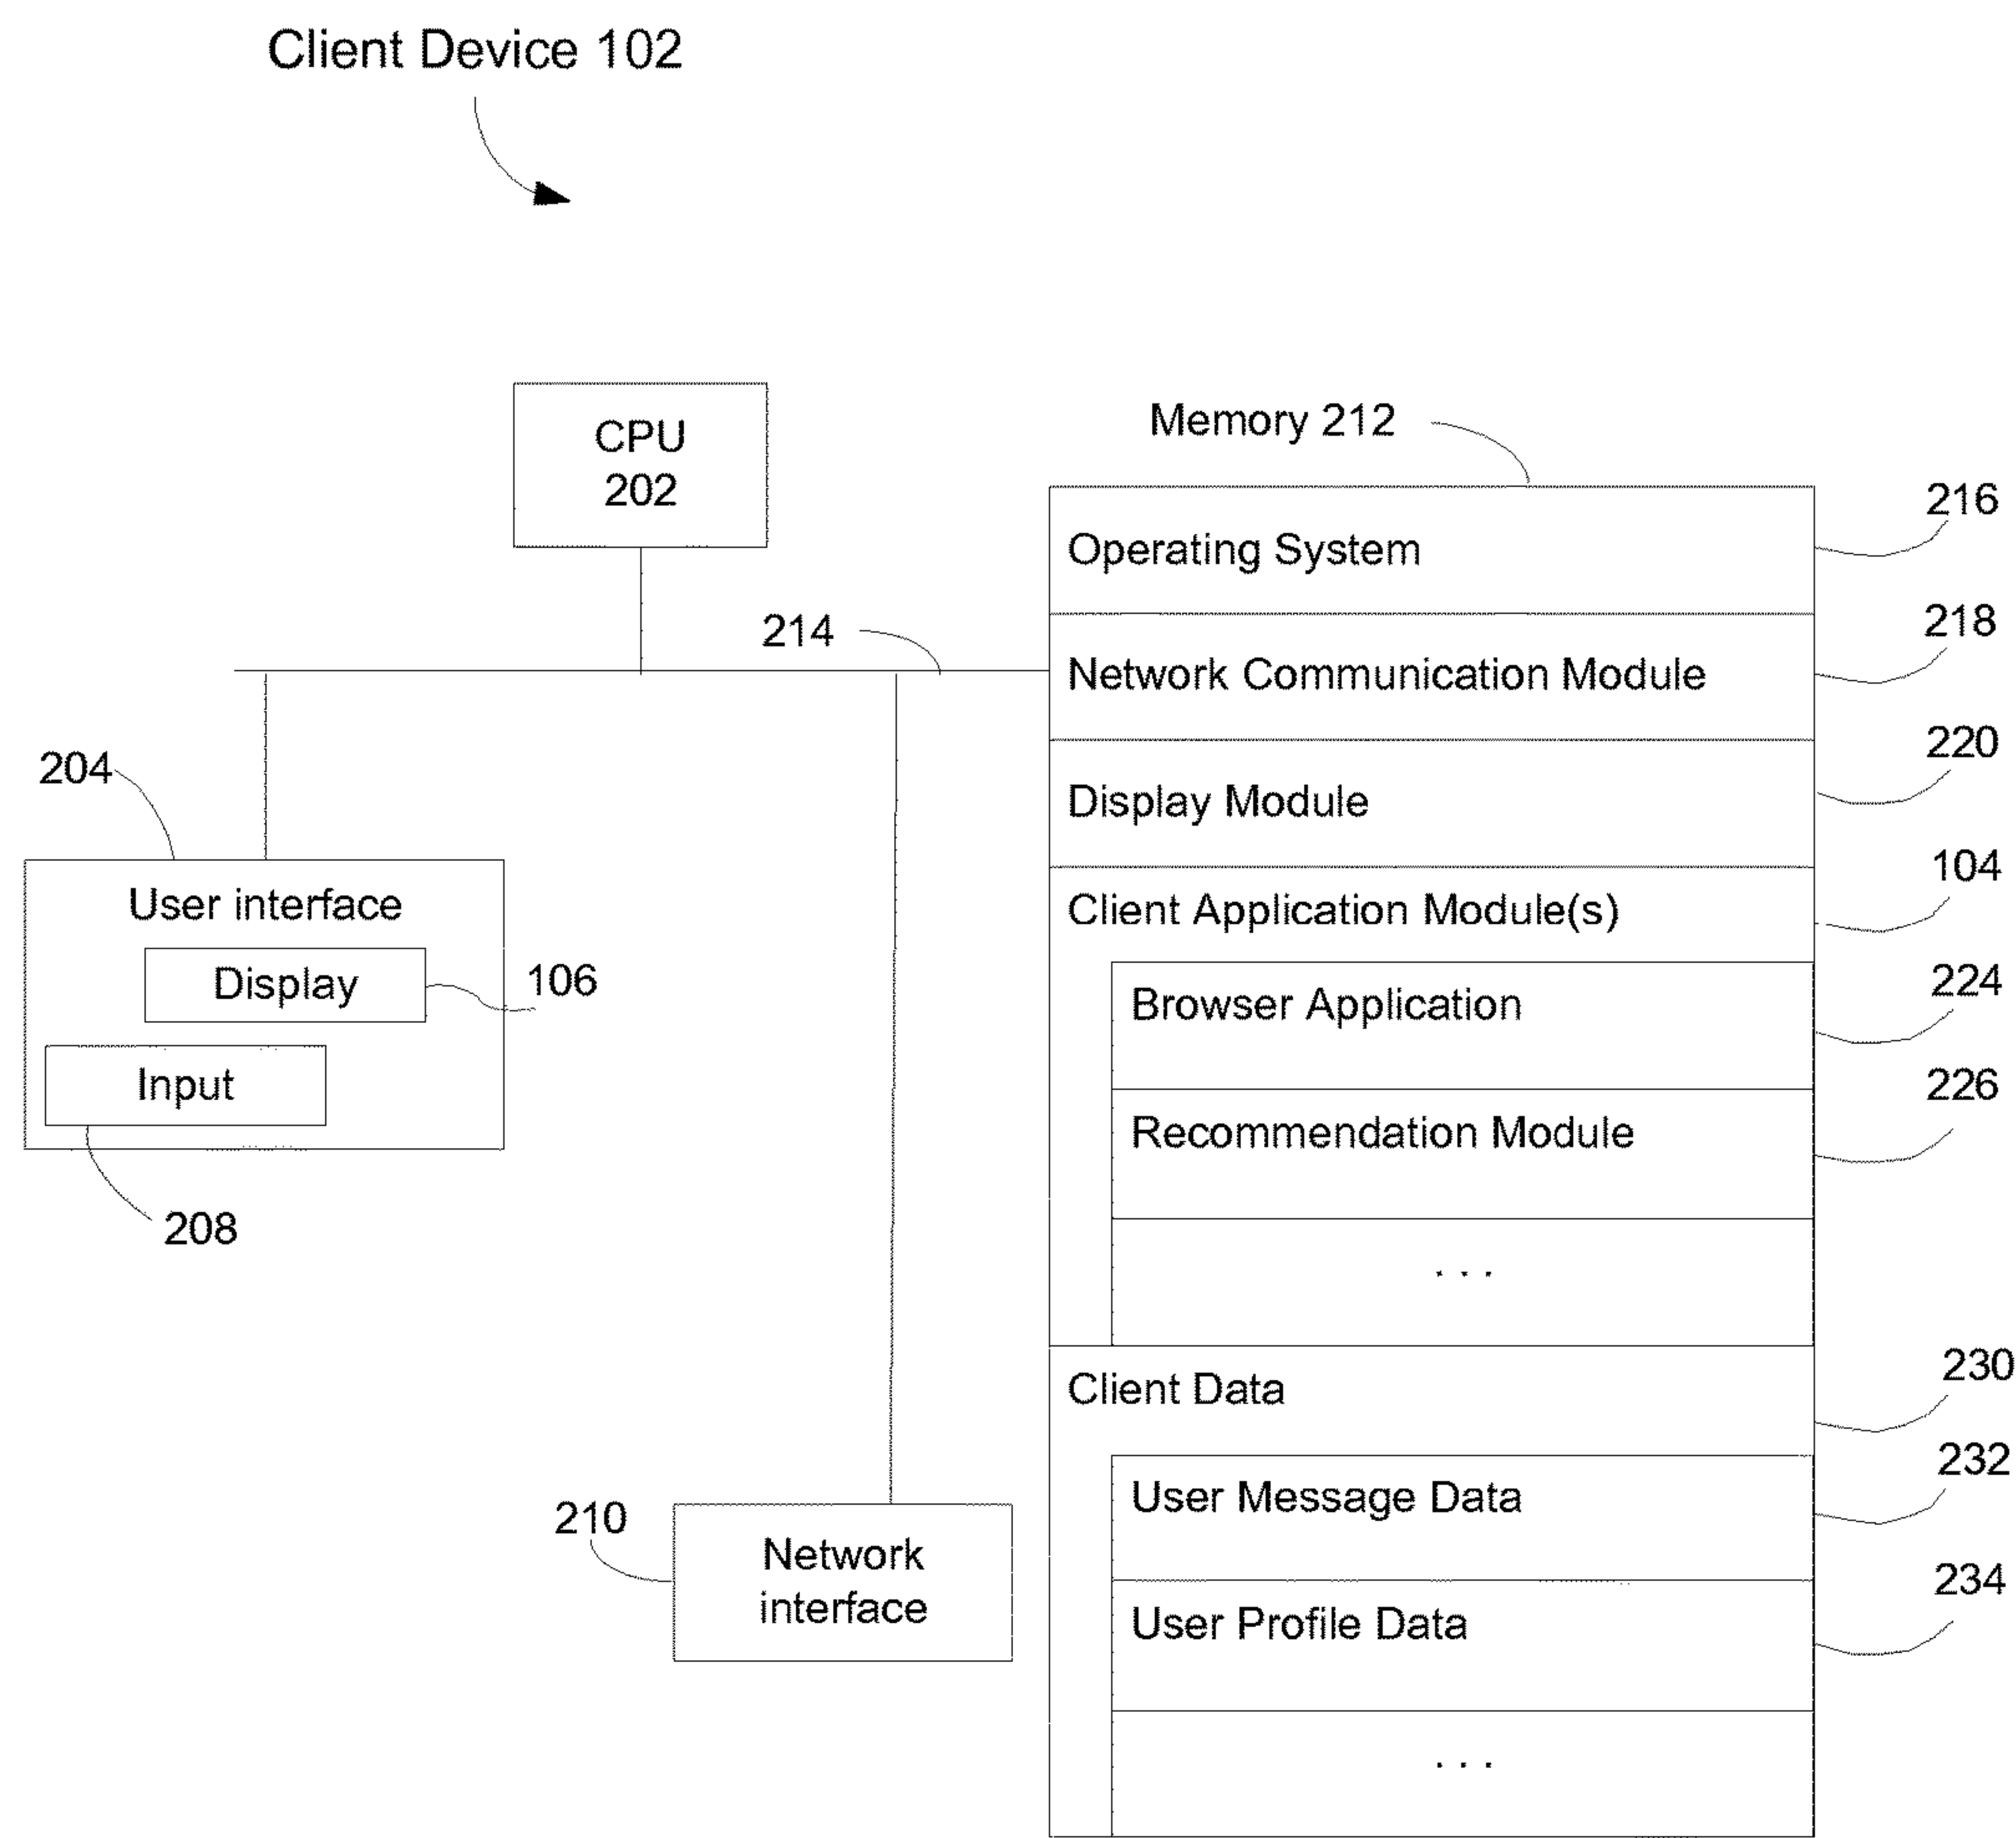 Client Device 102
CPU
202
Memory 212
216
Operating System
218
214
Network Communication Module
220
204
Display Module
104
User interface
Client Application Module(s)
Display
106
224
Browser Application
Input
226
Recommendation Module
208
. . .
230
Client Data
232
User Message Data
210
Network
interface
234
User Profile Data
. . .